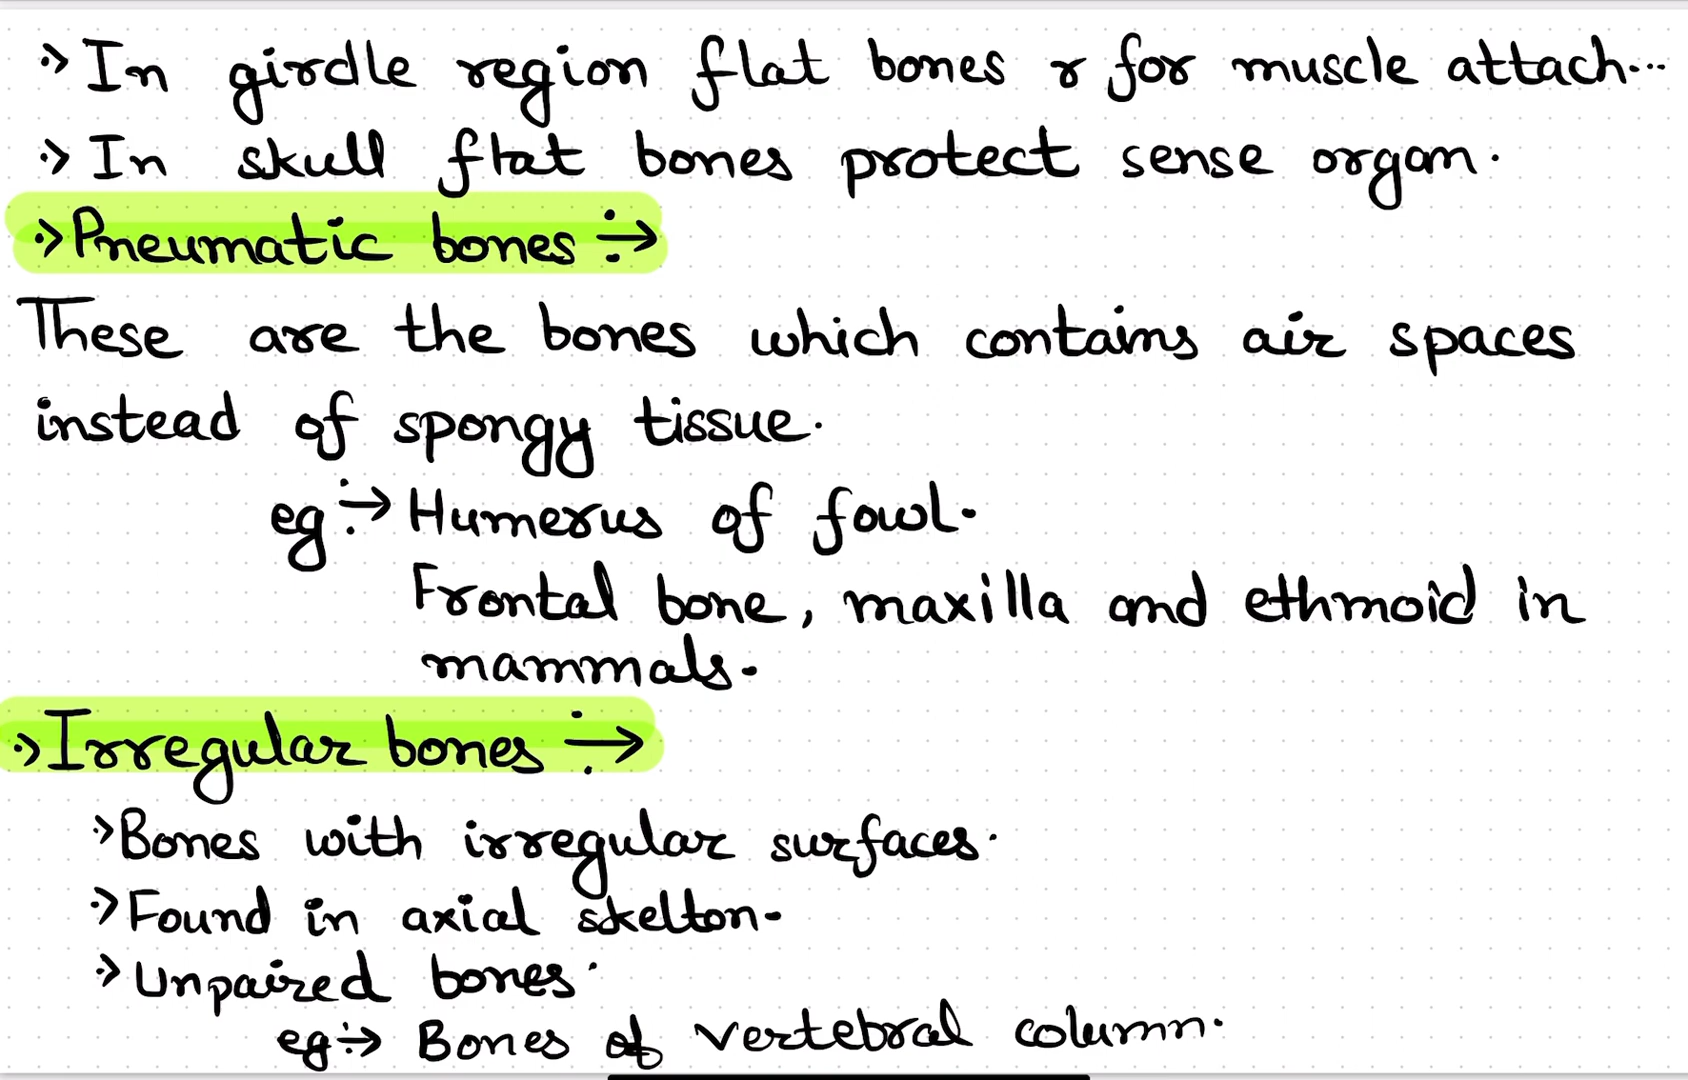 ·> In girdle region flat bones r for muscle attach...
·> In skull flat bones protect sense organ.
·> Pneumatic bones ÷→
These are the bones which contains air spaces
instead of spongy tissue.
eg ÷→ Humerus of fowl.
Frontal bone, maxilla and ethmoid in
mammals.
·> Irregular bones ÷→
·> Bones with irregular surfaces.
·> Found in axial skelton.
·> Unpaired bones.
eg ÷→ Bones of vertebral column.